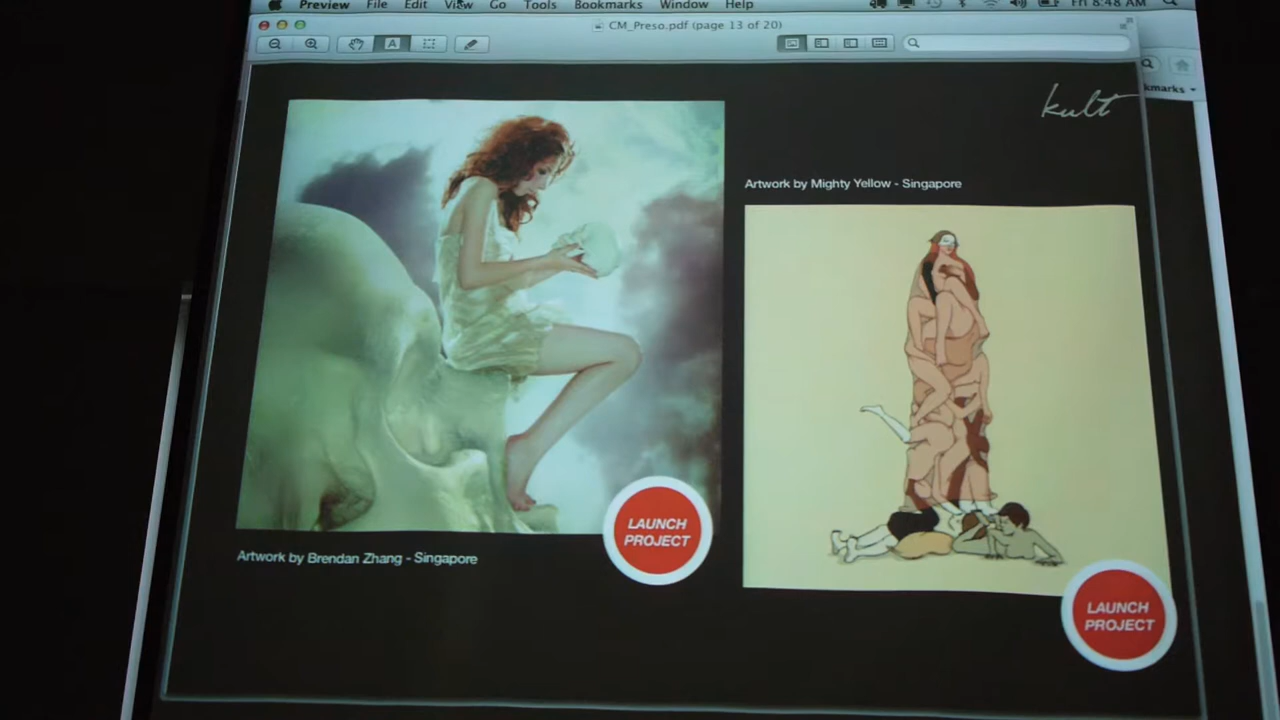 Preview File Edit View Go Tools Bookmarks Window Help Fri 8:48 AM
CM_Preso.pdf (page 13 of 20)
kmarks
kult
Artwork by Mighty Yellow - Singapore
LAUNCH
PROJECT
Artwork by Brendan Zhang - Singapore
LAUNCH
PROJECT